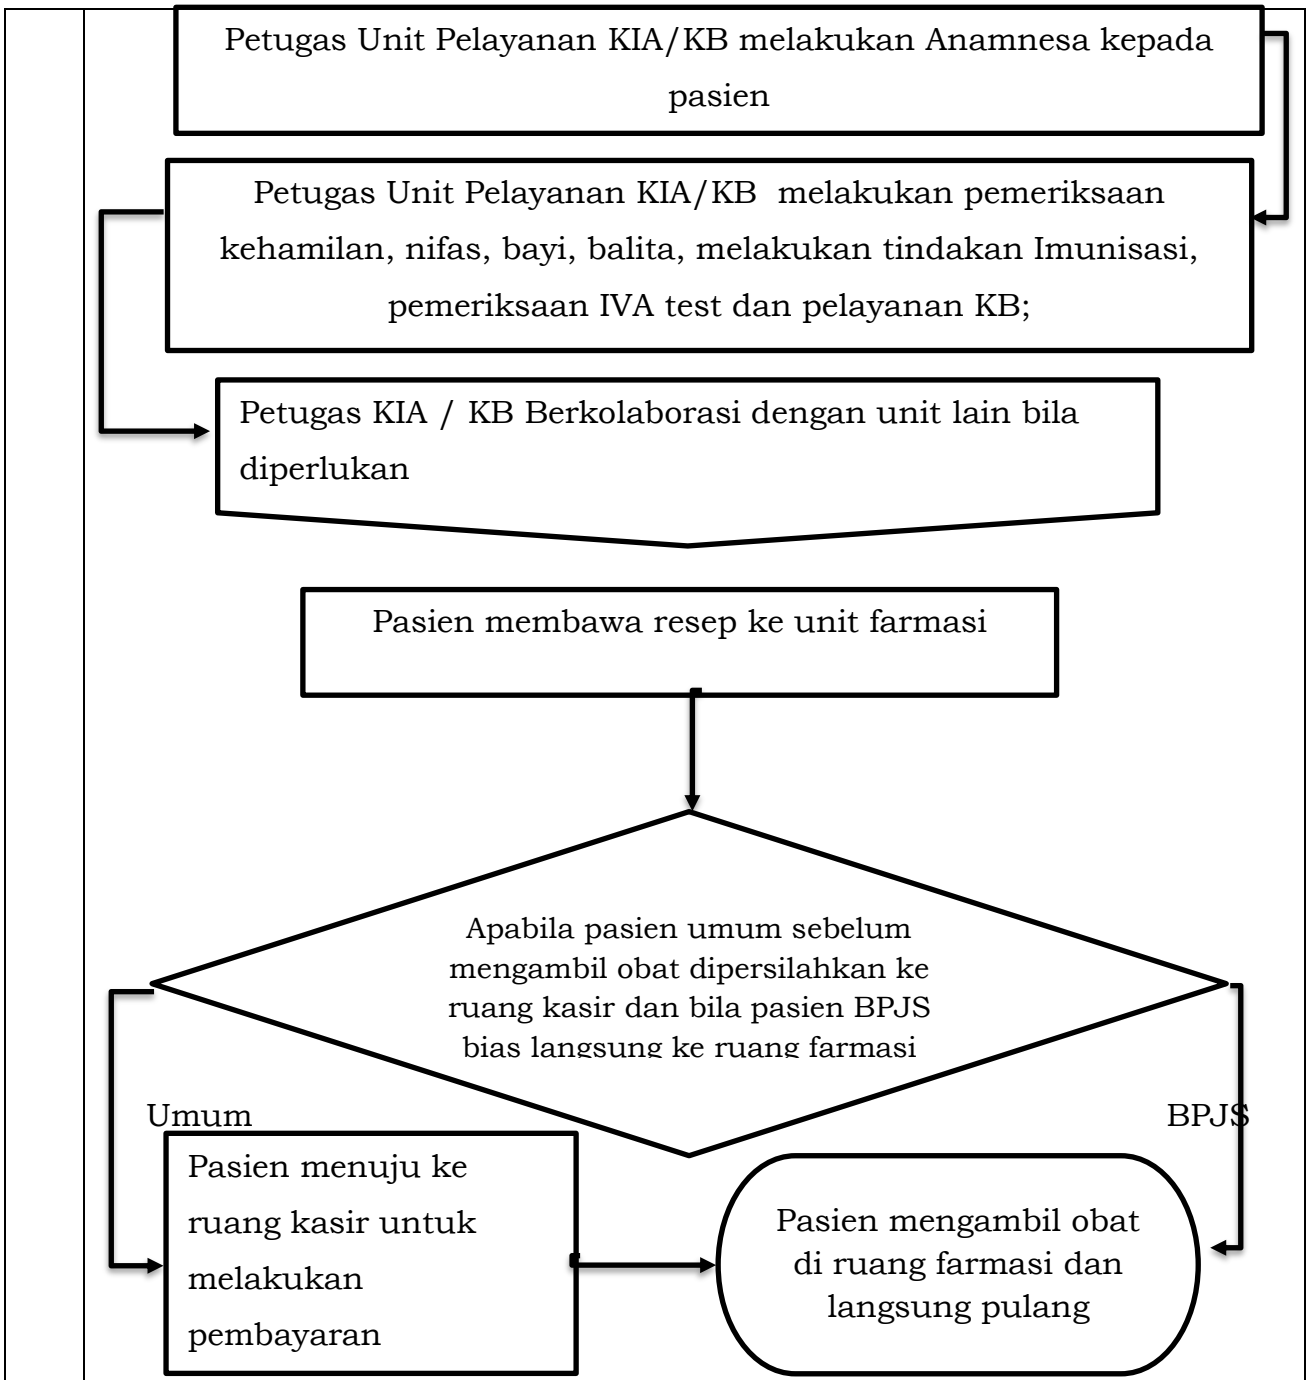 Petugas Unit Pelayanan KIA/KB melakukan Anamnesa kepada
pasien
Petugas Unit Pelayanan KIA/KB melakukan pemeriksaan
kehamilan, nifas, bayi, balita, melakukan tindakan Imunisasi,
pemeriksaan IVA test dan pelayanan KB;
Petugas KIA / KB Berkolaborasi dengan unit lain bila
diperlukan
Pasien membawa resep ke unit farmasi
Apabila pasien umum sebelum
mengambil obat dipersilahkan ke
ruang kasir dan bila pasien BPJS
bias langsung ke ruang farmasi
Umum
BPJS
Pasien menuju ke
ruang kasir untuk
melakukan
pembayaran
Pasien mengambil obat
di ruang farmasi dan
langsung pulang